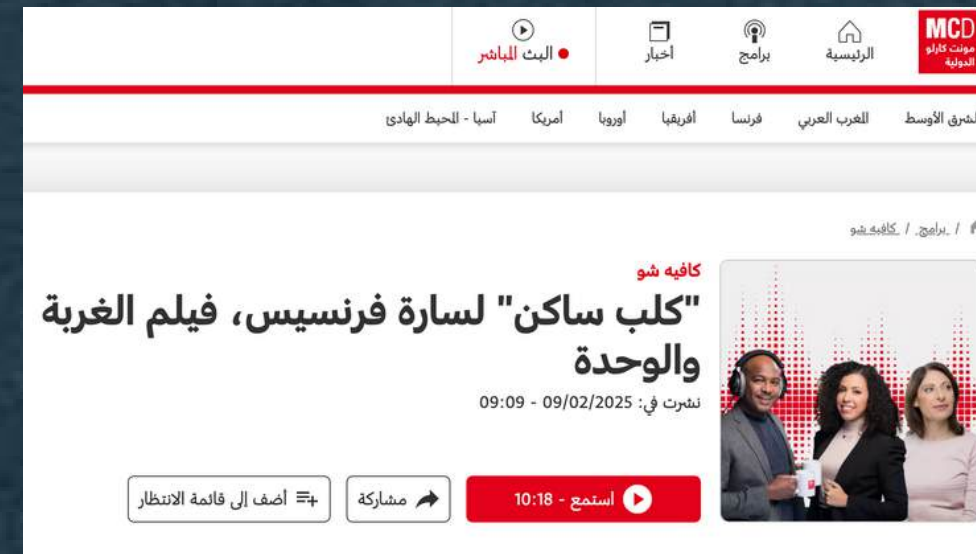 MCD
مونت كارلو
الدولية
الرئيسية
برامج
أخبار
البث المباشر
الشرق الأوسط
المغرب العربي
فرنسا
أفريقيا
أوروبا
أمريكا
آسيا - المحيط الهادئ
/ برامج / كافيه شو
كافيه شو
"كلب ساكن" لسارة فرنسيس، فيلم الغربة
والوحدة
نشرت في: 09/02/2025 - 09:09
استمع - 10:18
مشاركة
أضف إلى قائمة الانتظار